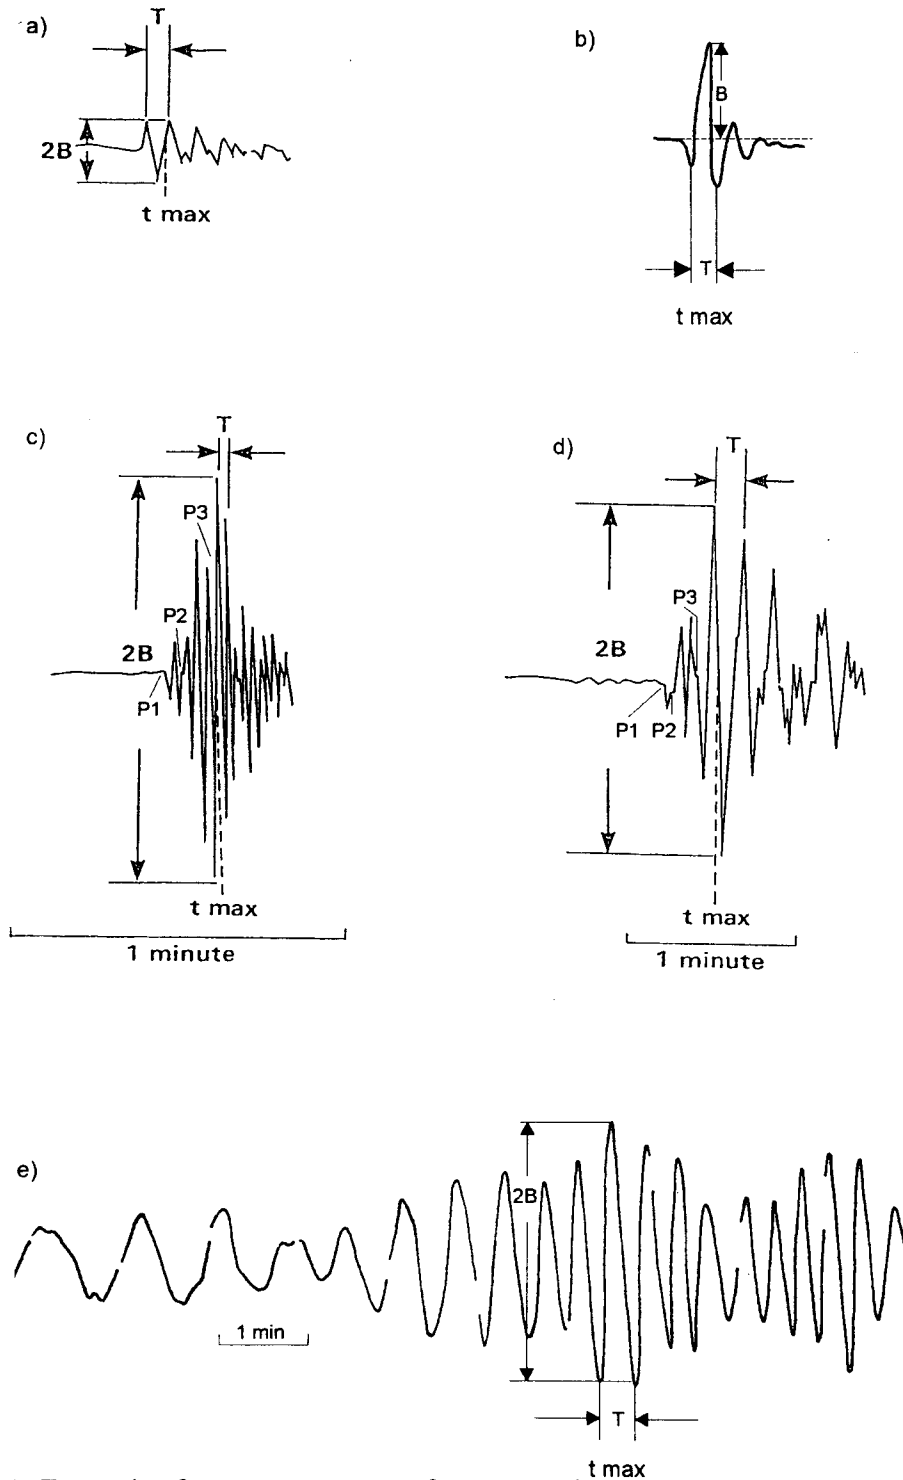 a)
T
2B
t max
b)
B
T
t max
c)
T
P3
P2
2B
P1
t max
1 minute
d)
T
P3
2B
P1 P2
t max
1 minute
e)
2B
1 min
T
t max